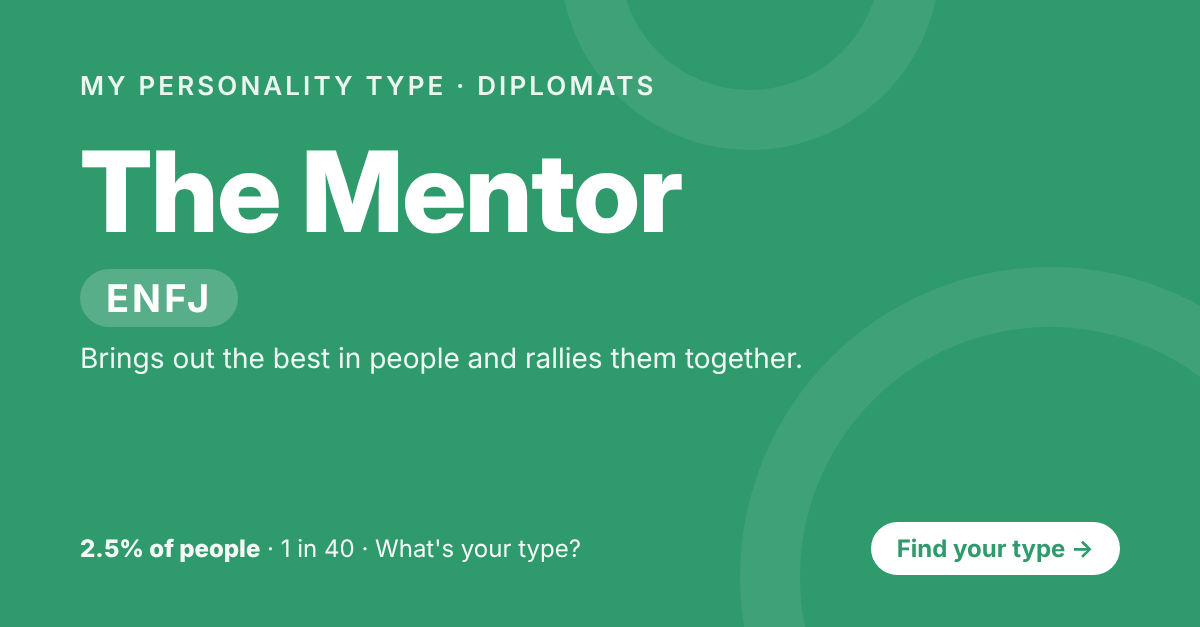 MY PERSONALITY TYPE · DIPLOMATS
The Mentor
ENFJ
Brings out the best in people and rallies them together.
2.5% of people · 1 in 40 · What's your type?
Find your type →